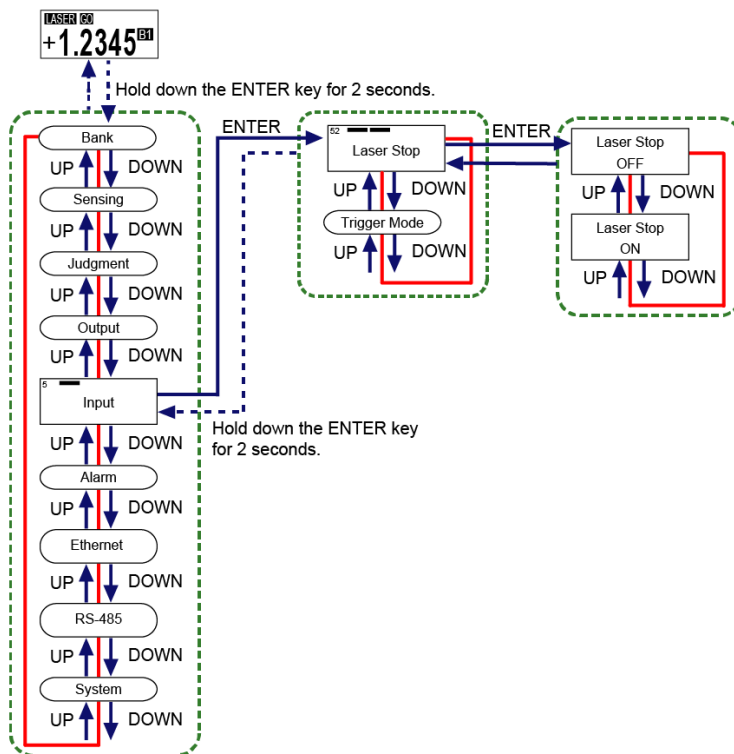 LASER GO
+1.2345 B1
Hold down the ENTER key for 2 seconds.
Bank
UP DOWN
Sensing
UP DOWN
Judgment
UP DOWN
Output
UP DOWN
5
Input
UP DOWN
Alarm
UP DOWN
Ethernet
UP DOWN
RS-485
UP DOWN
System
UP DOWN
ENTER
52
Laser Stop
UP DOWN
Trigger Mode
UP DOWN
Hold down the ENTER key
for 2 seconds.
ENTER
Laser Stop
OFF
UP DOWN
Laser Stop
ON
UP DOWN